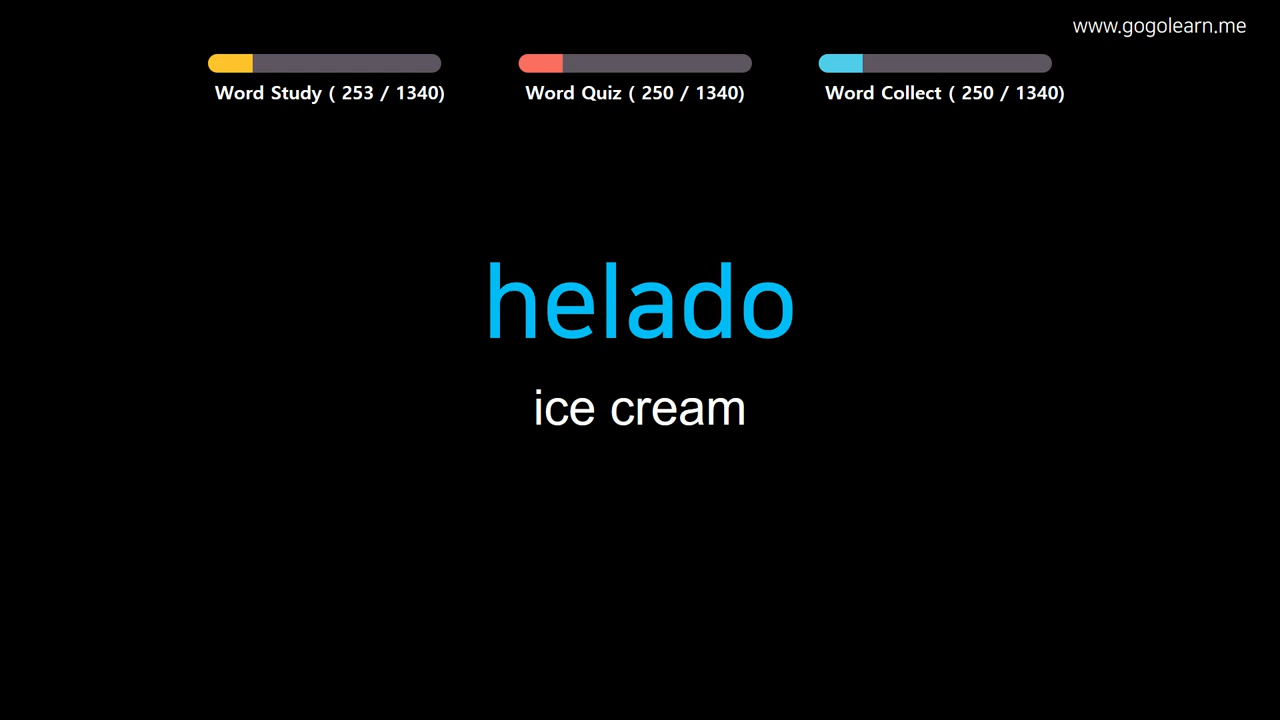 www.gogolearn.me
Word Study ( 253 / 1340)
Word Quiz ( 250 / 1340)
Word Collect ( 250 / 1340)
helado
ice cream